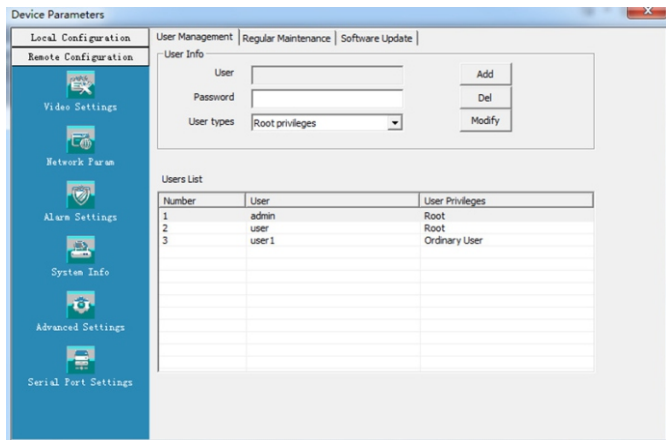 Device Parameters
Local Configuration
Remote Configuration
Video Settings
Network Param
Alarm Settings
System Info
Advanced Settings
Serial Port Settings
User Management Regular Maintenance Software Update
User Info
User Add
Password Del
User types Root privileges Modify
Users List
Number User User Privileges
1 admin Root
2 user Root
3 user1 Ordinary User